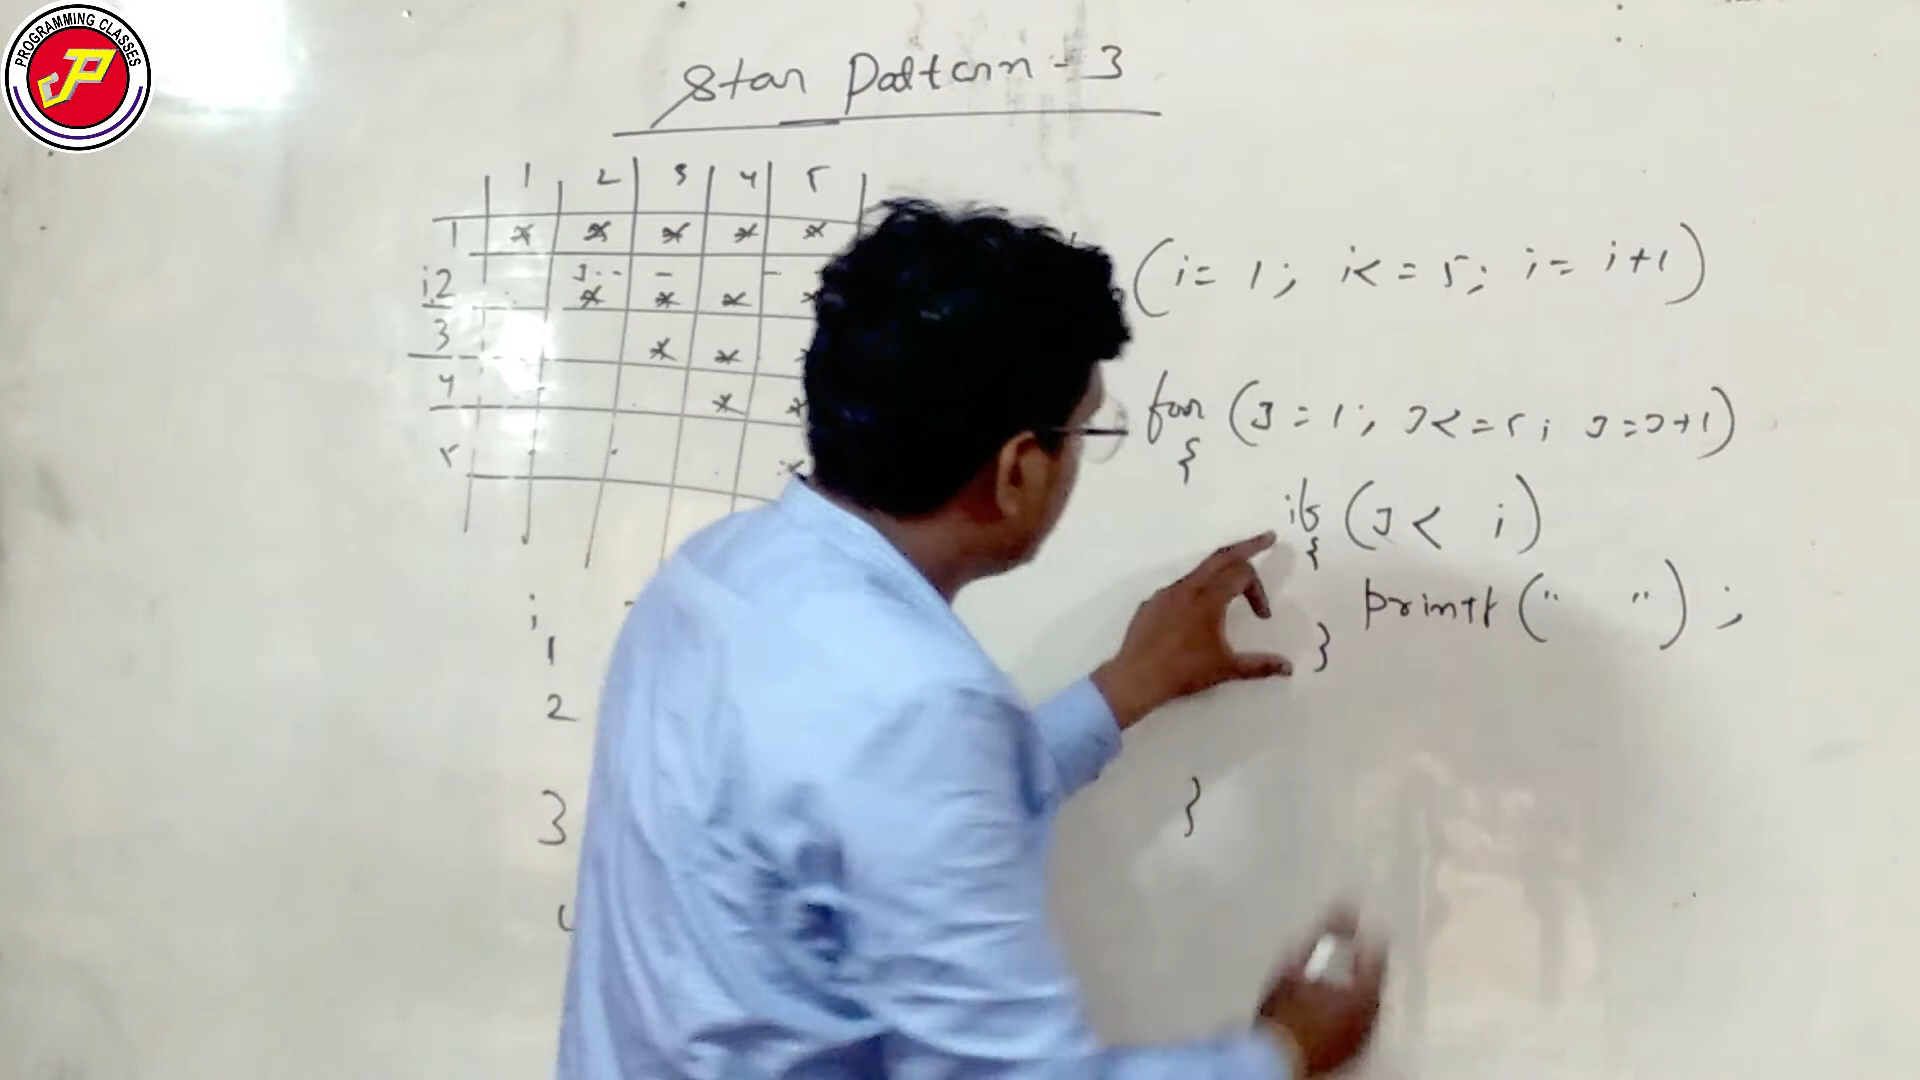 PROGRAMMING CLASSES
JP
Star Pattern - 3
1 2 3 4 5
1 * * * * *
i 2 J - - - -
* * *
3 * *
4 * *
5 *
(i = 1; i <= 5; i = i+1)
for (J = 1; J <= 5; J = J+1)
{
if (J < i)
{
printf (" ");
}
}
i
1
2
3